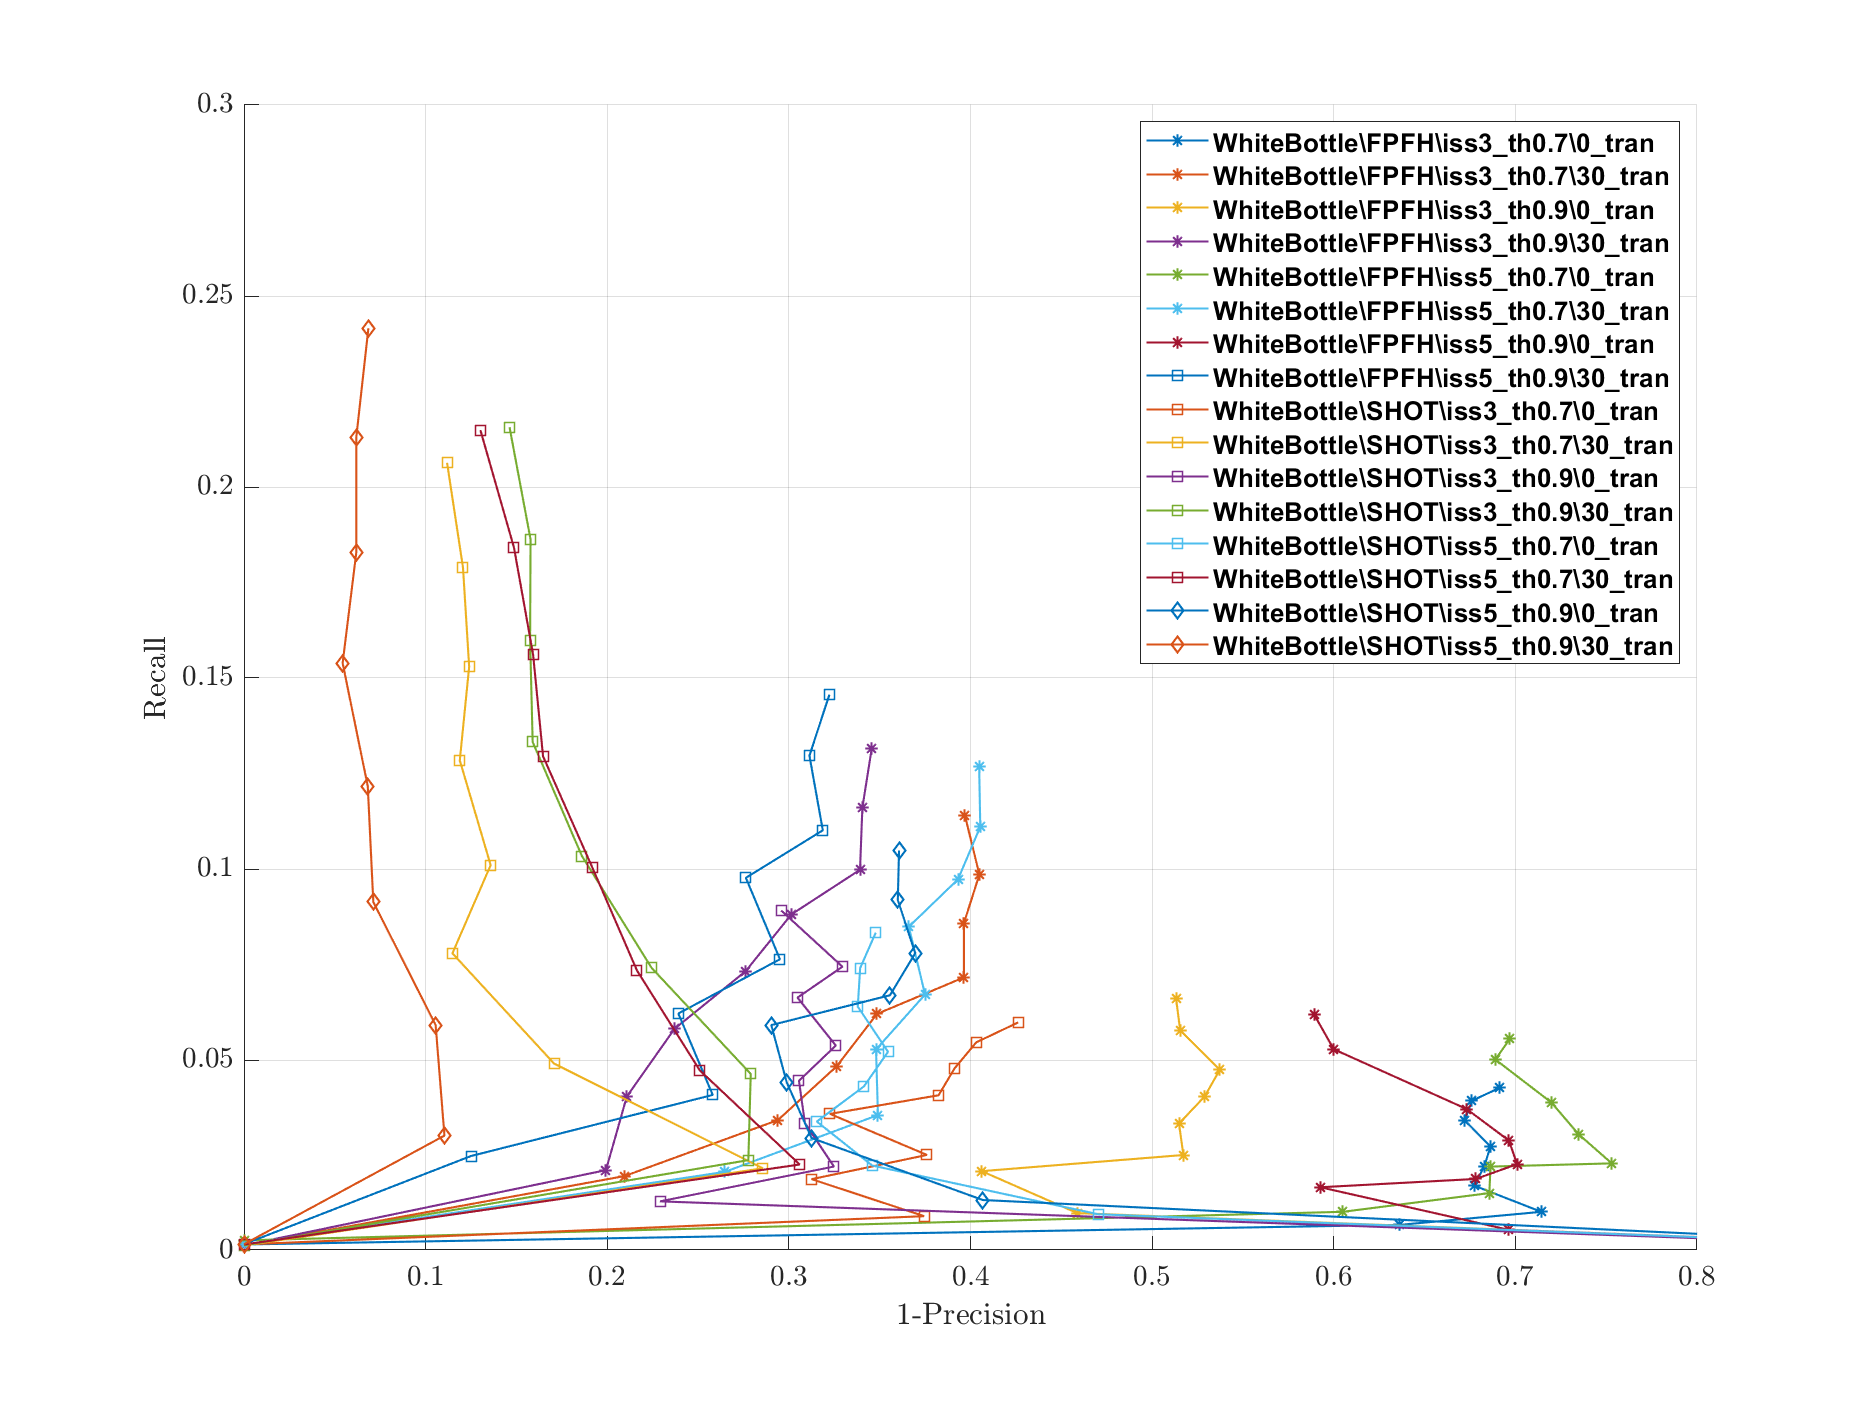 0.3
0.25
0.2
0.15
0.1
0.05
0
0 0.1 0.2 0.3 0.4 0.5 0.6 0.7 0.8
1-Precision
Recall
WhiteBottle\FPFH\iss3_th0.7\0_tran
WhiteBottle\FPFH\iss3_th0.7\30_tran
WhiteBottle\FPFH\iss3_th0.9\0_tran
WhiteBottle\FPFH\iss3_th0.9\30_tran
WhiteBottle\FPFH\iss5_th0.7\0_tran
WhiteBottle\FPFH\iss5_th0.7\30_tran
WhiteBottle\FPFH\iss5_th0.9\0_tran
WhiteBottle\FPFH\iss5_th0.9\30_tran
WhiteBottle\SHOT\iss3_th0.7\0_tran
WhiteBottle\SHOT\iss3_th0.7\30_tran
WhiteBottle\SHOT\iss3_th0.9\0_tran
WhiteBottle\SHOT\iss3_th0.9\30_tran
WhiteBottle\SHOT\iss5_th0.7\0_tran
WhiteBottle\SHOT\iss5_th0.7\30_tran
WhiteBottle\SHOT\iss5_th0.9\0_tran
WhiteBottle\SHOT\iss5_th0.9\30_tran